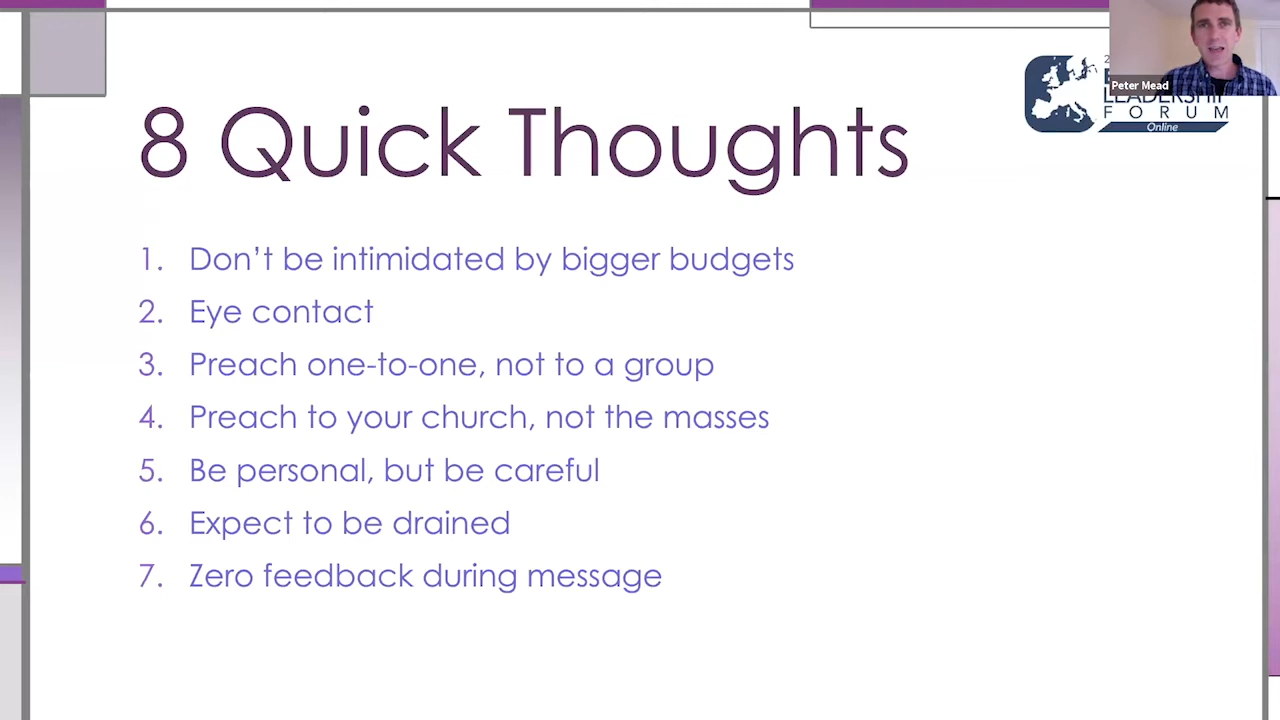 8 Quick Thoughts
1. Don't be intimidated by bigger budgets
2. Eye contact
3. Preach one-to-one, not to a group
4. Preach to your church, not the masses
5. Be personal, but be careful
6. Expect to be drained
7. Zero feedback during message
Peter Mead
LEADERSHIP
FORUM
Online